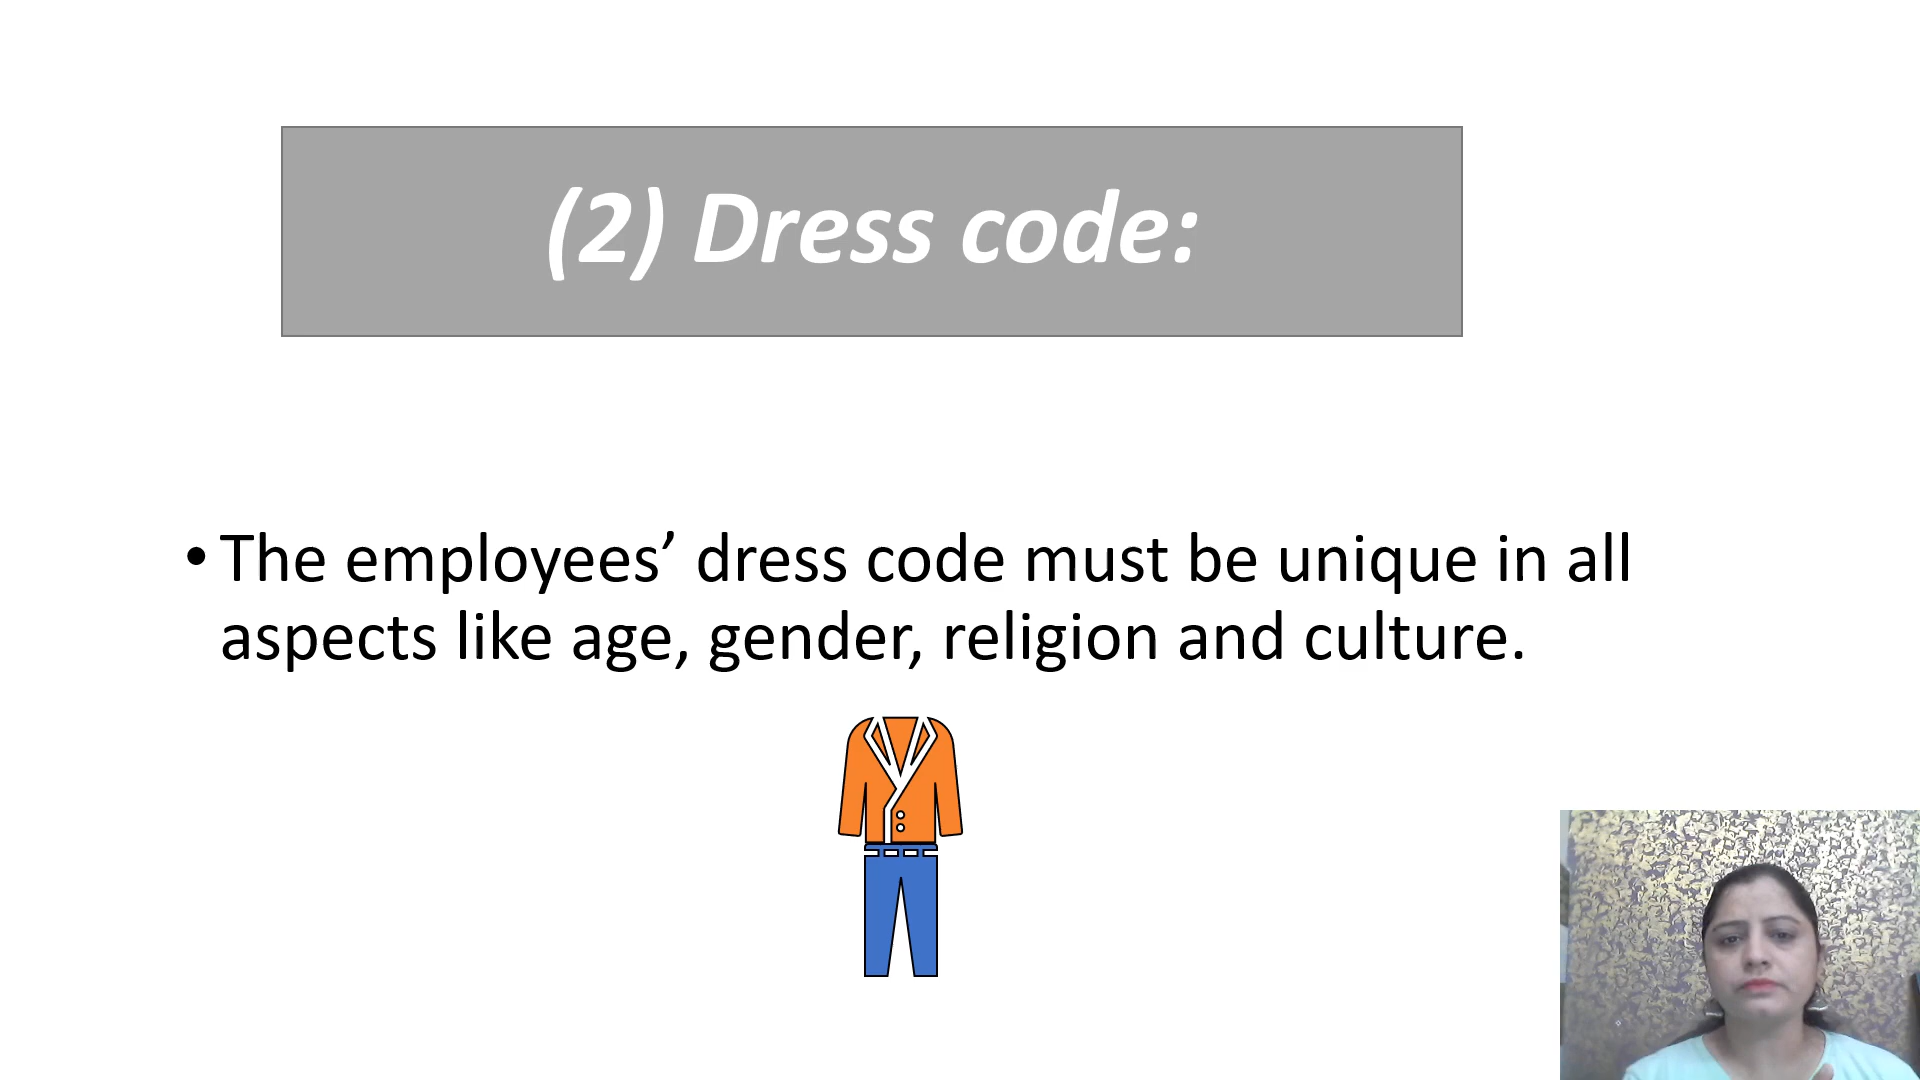 (2) Dress code:
• The employees’ dress code must be unique in all
aspects like age, gender, religion and culture.